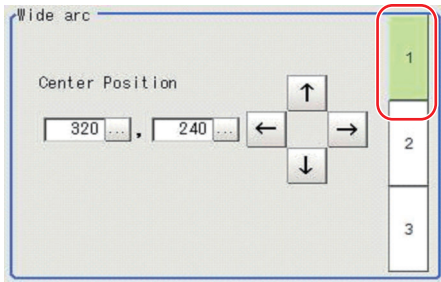 Wide arc
1
Center Position
320 ... , 240 ... ← ↑ ↓ →
2
3